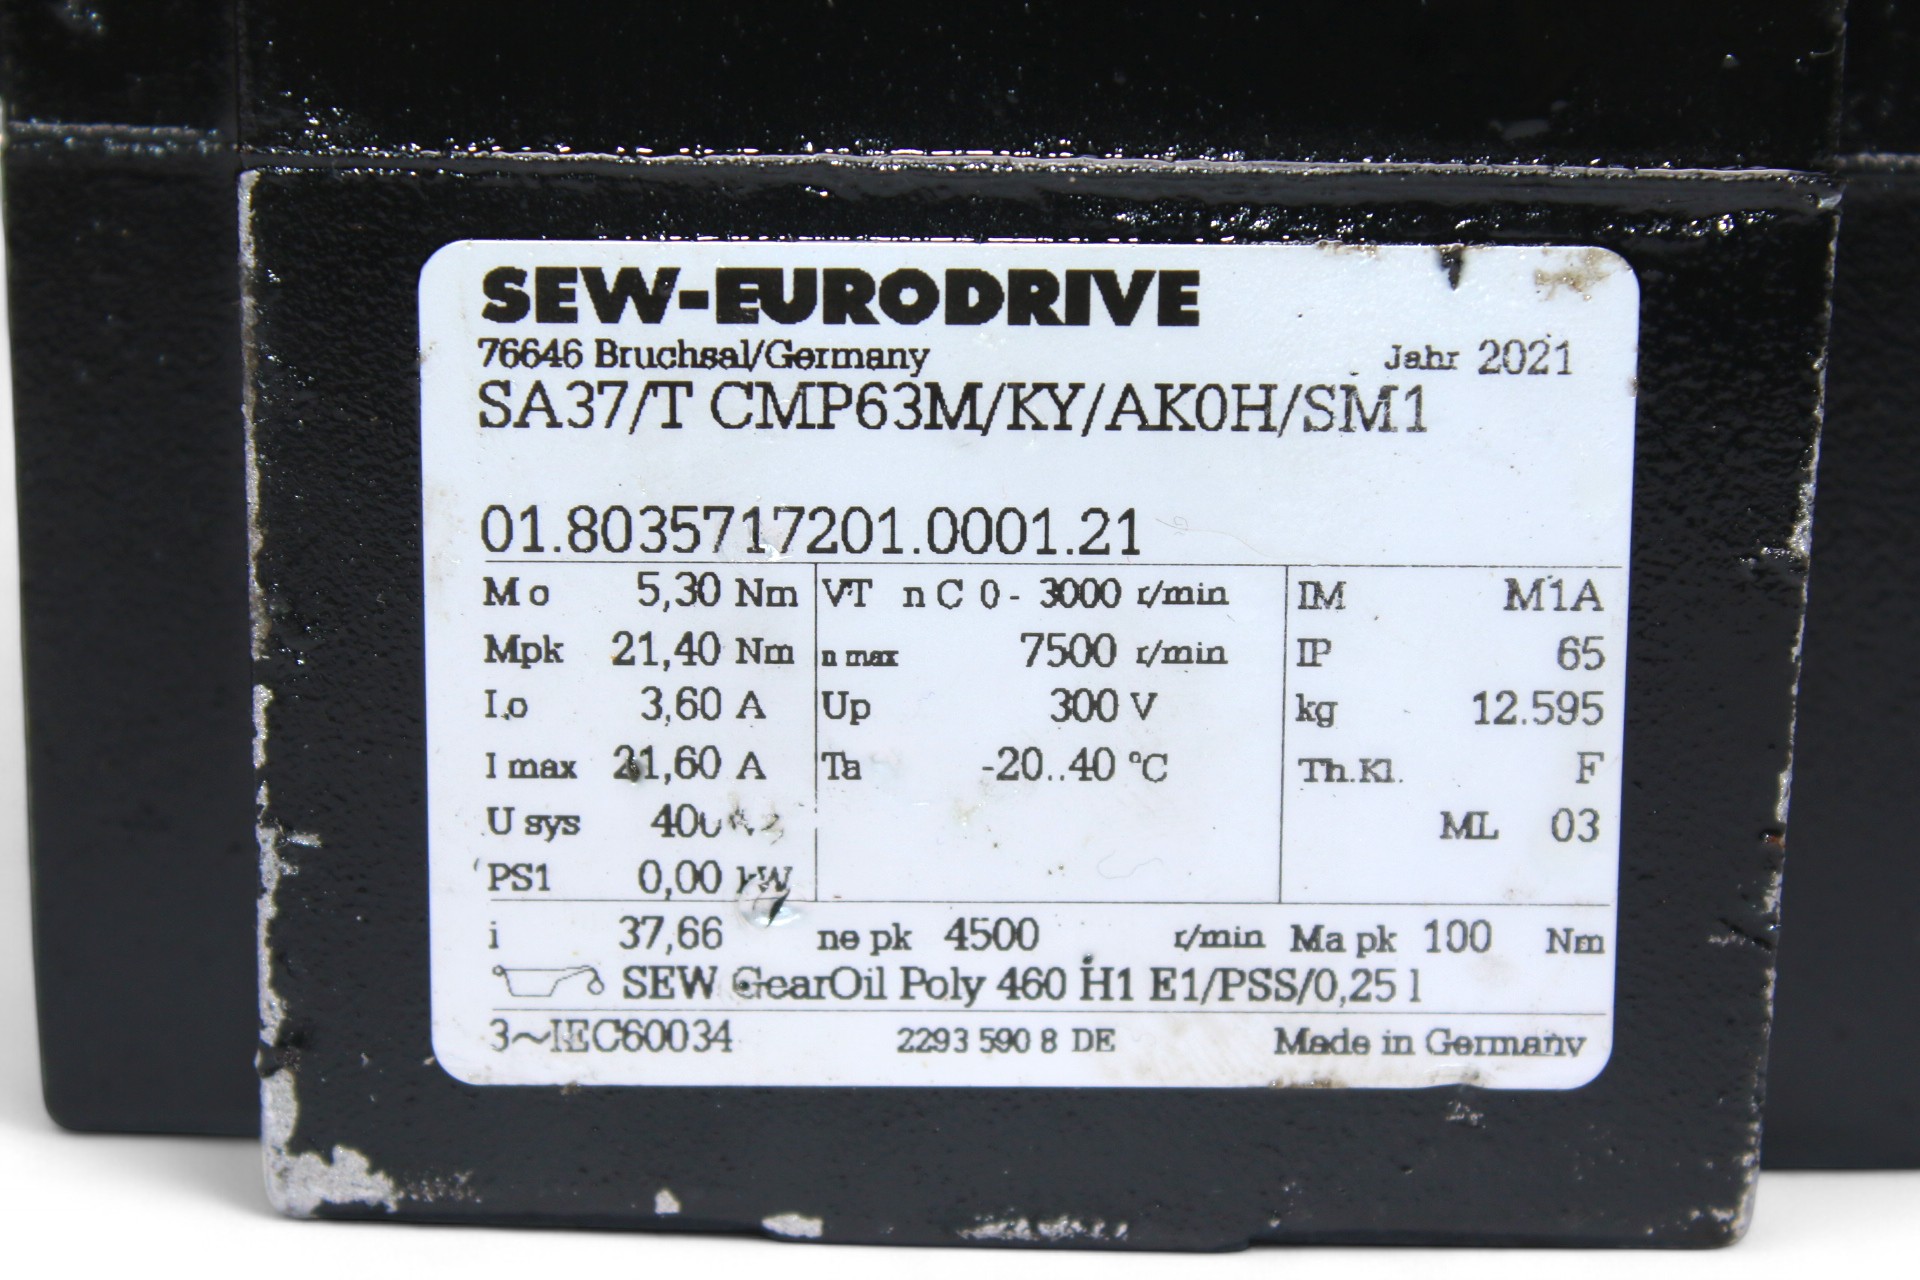 SEW-EURODRIVE
76646 Bruchsal/Germany Jahr 2021
SA37/T CMP63M/KY/AK0H/SM1
01.8035717201.0001.21
Mo 5,30 Nm VT nC 0 - 3000 r/min IM M1A
Mpk 21,40 Nm n max 7500 r/min IP 65
I.o 3,60 A Up 300 V kg 12.595
I max 21,60 A Ta -20..40 °C Th.Kl. F
U sys ML 03
PS1 0,00 kW
i 37,66 ne pk 4500 r/min Ma pk 100 Nm
SEW GearOil Poly 460 H1 E1/PSS/0,25 l
3~IEC60034 2293 590 8 DE Made in Germany